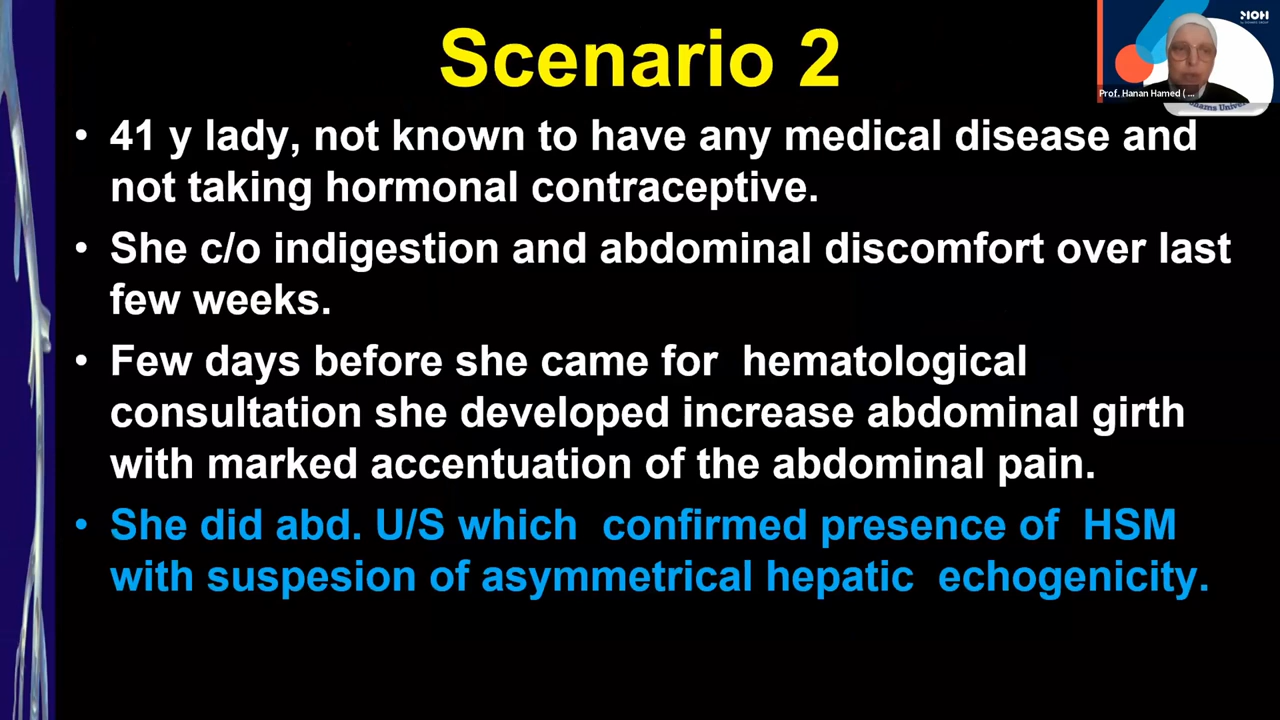 Scenario 2
• 41 y lady, not known to have any medical disease and
not taking hormonal contraceptive.
• She c/o indigestion and abdominal discomfort over last
few weeks.
• Few days before she came for hematological
consultation she developed increase abdominal girth
with marked accentuation of the abdominal pain.
• She did abd. U/S which confirmed presence of HSM
with suspesion of asymmetrical hepatic echogenicity.
Prof. Hanan Hamed ( ...